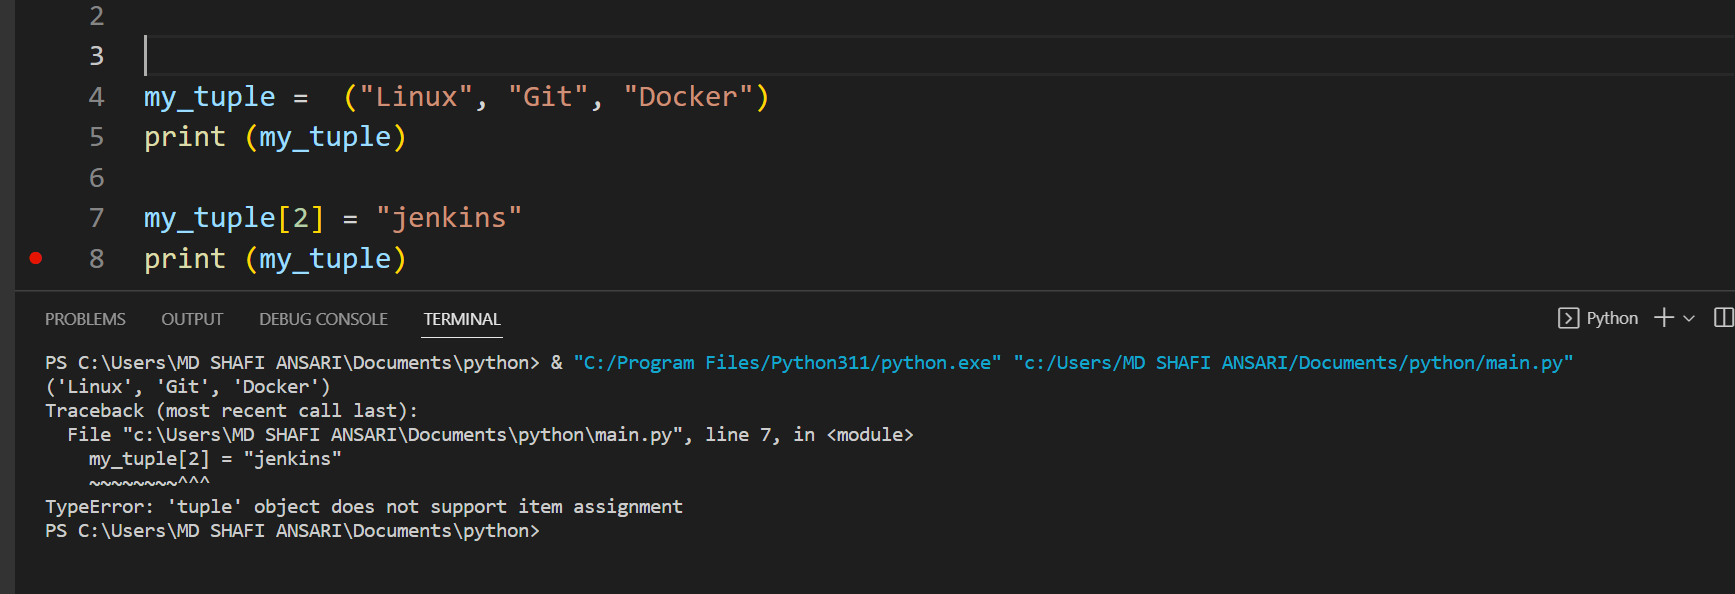 2
3
4 my_tuple =  ("Linux", "Git", "Docker")
5 print (my_tuple)
6
7 my_tuple[2] = "jenkins"
8 print (my_tuple)
PROBLEMS OUTPUT DEBUG CONSOLE TERMINAL Python
PS C:\Users\MD SHAFI ANSARI\Documents\python> & "C:/Program Files/Python311/python.exe" "c:/Users/MD SHAFI ANSARI/Documents/python/main.py"
('Linux', 'Git', 'Docker')
Traceback (most recent call last):
  File "c:\Users\MD SHAFI ANSARI\Documents\python\main.py", line 7, in <module>
    my_tuple[2] = "jenkins"
    ~~~~~~~~^^^
TypeError: 'tuple' object does not support item assignment
PS C:\Users\MD SHAFI ANSARI\Documents\python>